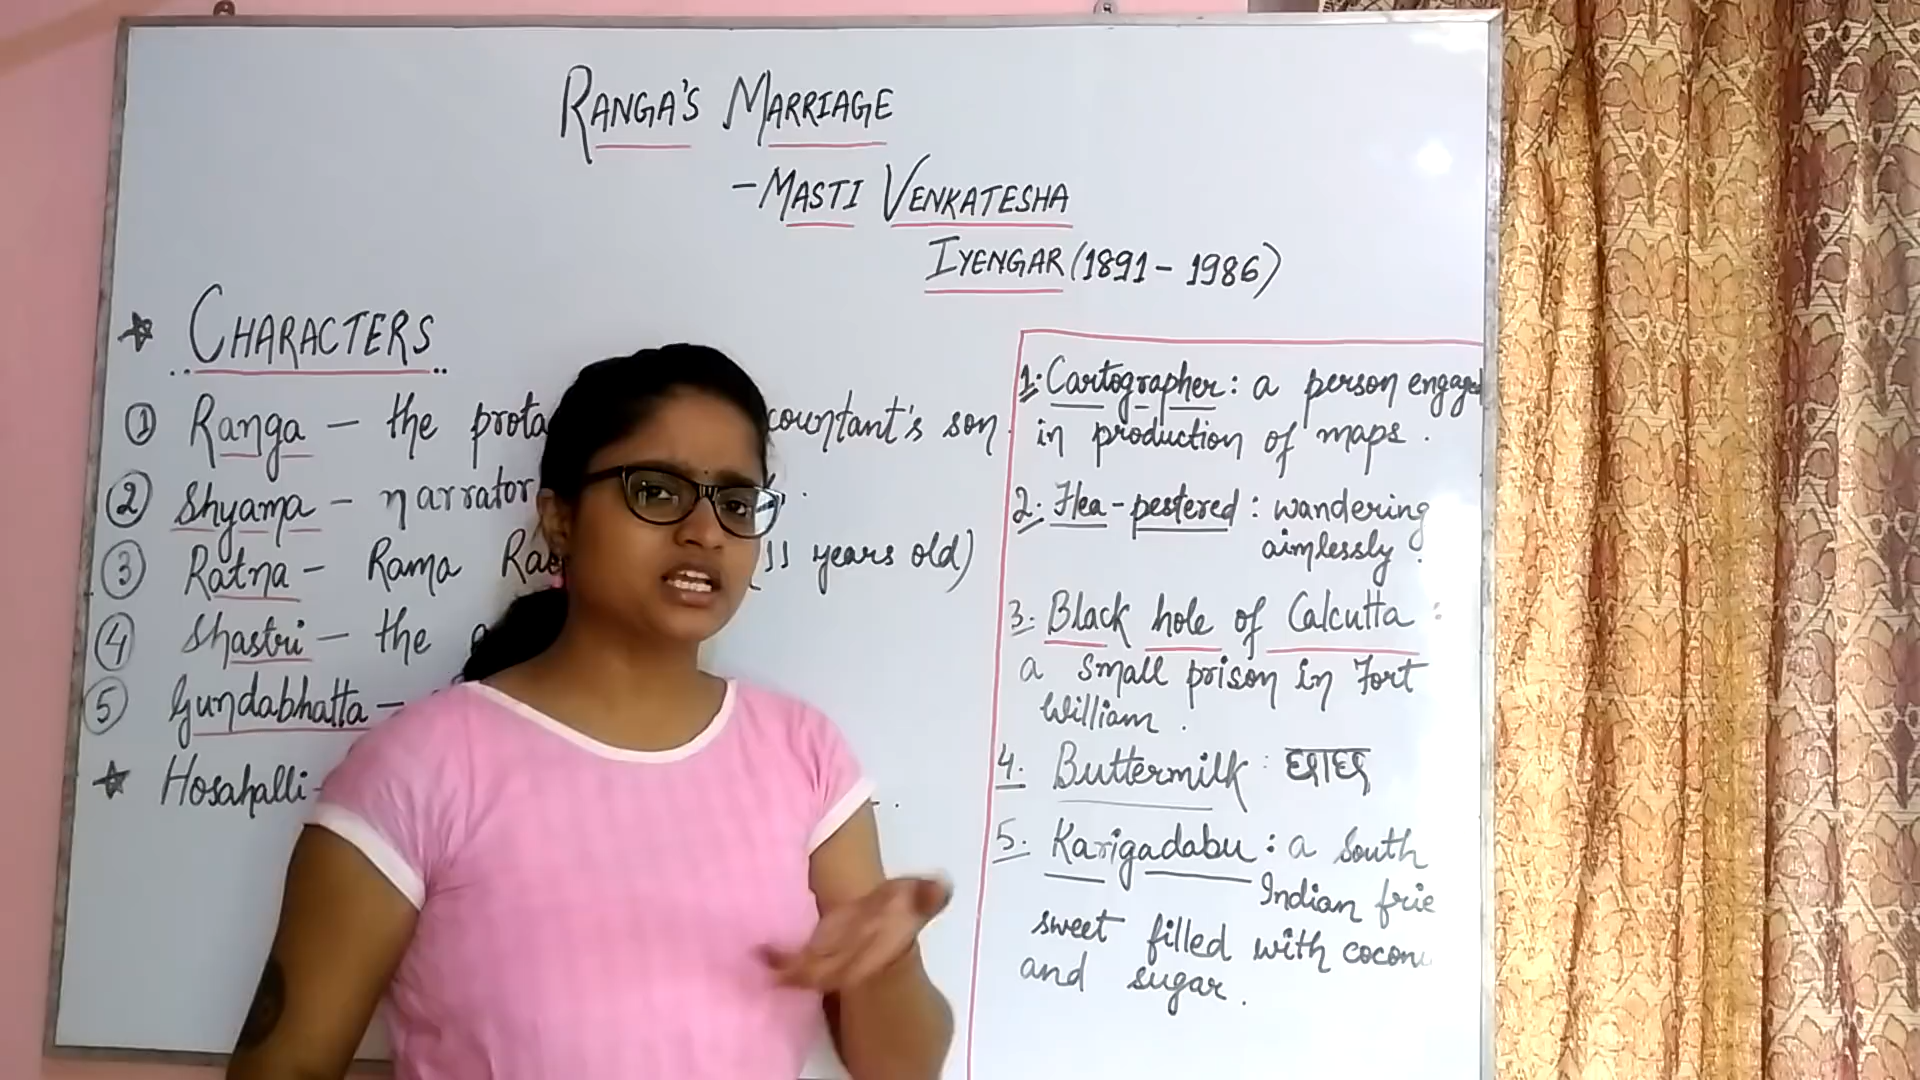 RANGA'S MARRIAGE
- MASTI VENKATESHA
IYENGAR (1891 - 1986)
★ CHARACTERS
① Ranga - the countant's son.
② Shyama - narrator
③ Ratna - Rama (11 years old)
④ Shastri - the
⑤ Gundabhatta -
★ Hosahalli -
1. Cartographer : a person engaged
in production of maps.
2. Flea-pestered : wandering
aimlessly.
3. Black hole of Calcutta :
a small prison in Fort
William.
4. Buttermilk : छाछ
5. Karigadabu : a South
Indian frie
sweet filled with cocon
and sugar.